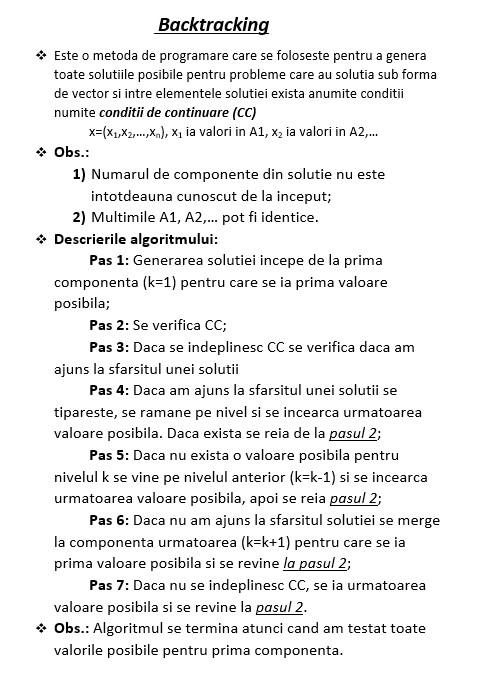 Backtracking
❖ Este o metoda de programare care se foloseste pentru a genera
toate solutiile posibile pentru probleme care au solutia sub forma
de vector si intre elementele solutiei exista anumite conditii
numite conditii de continuare (CC)
x=(x₁,x₂,...,xₙ), x₁ ia valori in A1, x₂ ia valori in A2,...
❖ Obs.:
1) Numarul de componente din solutie nu este
intotdeauna cunoscut de la inceput;
2) Multimile A1, A2,... pot fi identice.
❖ Descrierile algoritmului:
Pas 1: Generarea solutiei incepe de la prima
componenta (k=1) pentru care se ia prima valoare
posibila;
Pas 2: Se verifica CC;
Pas 3: Daca se indeplinesc CC se verifica daca am
ajuns la sfarsitul unei solutii
Pas 4: Daca am ajuns la sfarsitul unei solutii se
tipareste, se ramane pe nivel si se incearca urmatoarea
valoare posibila. Daca exista se reia de la pasul 2;
Pas 5: Daca nu exista o valoare posibila pentru
nivelul k se vine pe nivelul anterior (k=k-1) si se incearca
urmatoarea valoare posibila, apoi se reia pasul 2;
Pas 6: Daca nu am ajuns la sfarsitul solutiei se merge
la componenta urmatoarea (k=k+1) pentru care se ia
prima valoare posibila si se revine la pasul 2;
Pas 7: Daca nu se indeplinesc CC, se ia urmatoarea
valoare posibila si se revine la pasul 2.
❖ Obs.: Algoritmul se termina atunci cand am testat toate
valorile posibile pentru prima componenta.